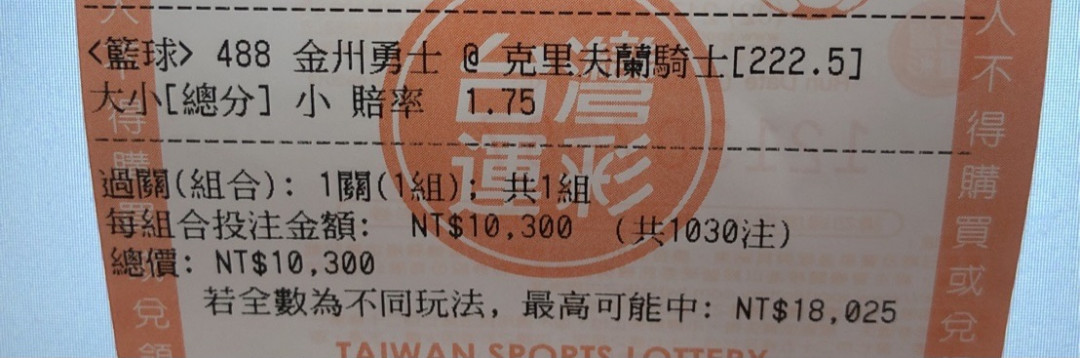 <籃球> 488 金州勇士 @ 克里夫蘭騎士[222.5]
大小[總分] 小 賠率 1.75
過關(組合): 1關(1組); 共1組
每組合投注金額: NT$10,300 (共1030注)
總價: NT$10,300
若全數為不同玩法, 最高可能中: NT$18,025
台灣
運彩
TAIWAN SPORTS LOTTERY
人不得購買或兌